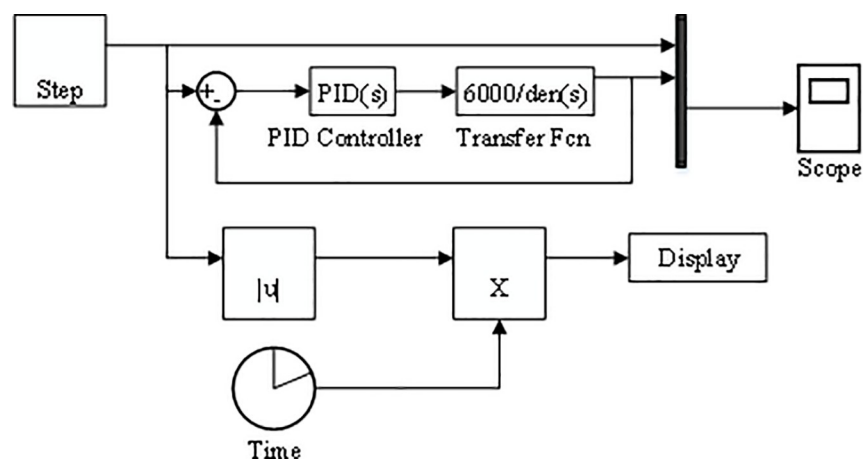 Step
+
-
PID(s)
PID Controller
6000/den(s)
Transfer Fcn
Scope
|u|
X
Display
Time